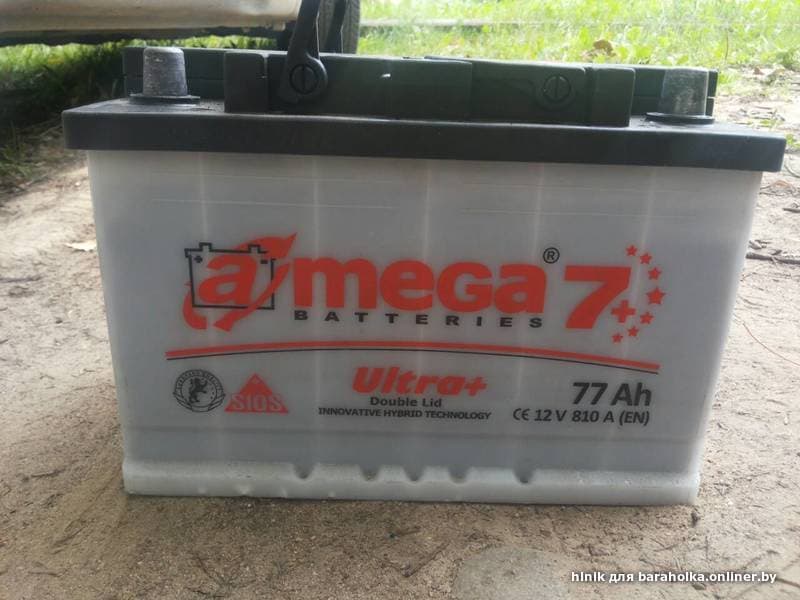 a mega® 7+
BATTERIES
Ultra+
Double Lid
INNOVATIVE HYBRID TECHNOLOGY
77 Ah
CE 12 V 810 A (EN)
SIOS
hlnik для baraholka.onliner.by